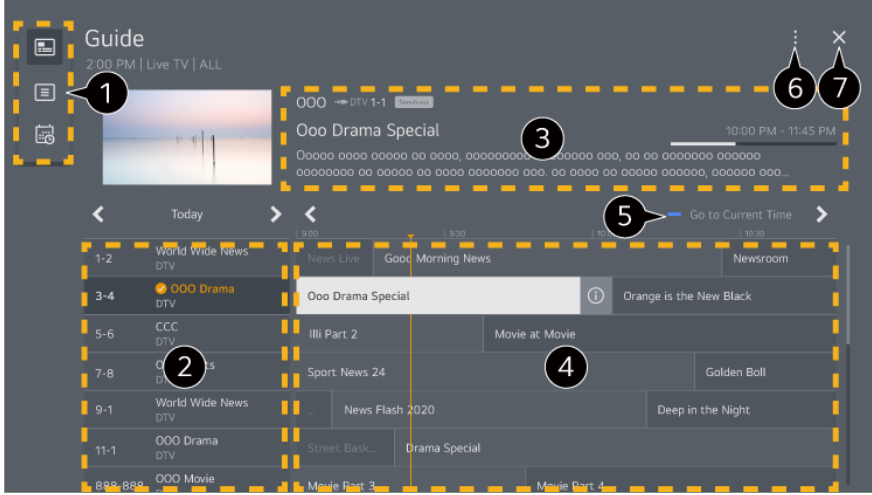 Guide
2:00 PM | Live TV | ALL
1
6
7
OOO DTV 1-1 Simulcast
Ooo Drama Special
3
10:00 PM - 11:45 PM
Ooooo oooo ooooo oo oooo, ooooooooo oooooo ooo, oo oo ooooooo oooooo
oooooooo oo ooooo oooo ooooooo ooo. oo oooo oo ooooo oooooo, oooooo ooo...
Today
5
Go to Current Time
9:00
9:30
10:30
1-2 World Wide News
DTV
News Live
Good Morning News
Newsroom
3-4 OOO Drama
DTV
Ooo Drama Special
Orange is the New Black
5-6 CCC
DTV
Illi Part 2
Movie at Movie
7-8
2
Sport News 24
4
Golden Boll
9-1 World Wide News
DTV
...
News Flash 2020
Deep in the Night
11-1 OOO Drama
DTV
Street Bask...
Drama Special
888-888 OOO Movie
Movie Part 3
Movie Part 4